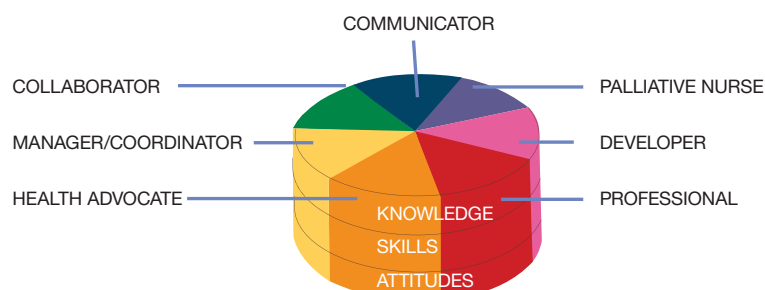 COMMUNICATOR
COLLABORATOR
PALLIATIVE NURSE
MANAGER/COORDINATOR
DEVELOPER
HEALTH ADVOCATE
PROFESSIONAL
KNOWLEDGE
SKILLS
ATTITUDES